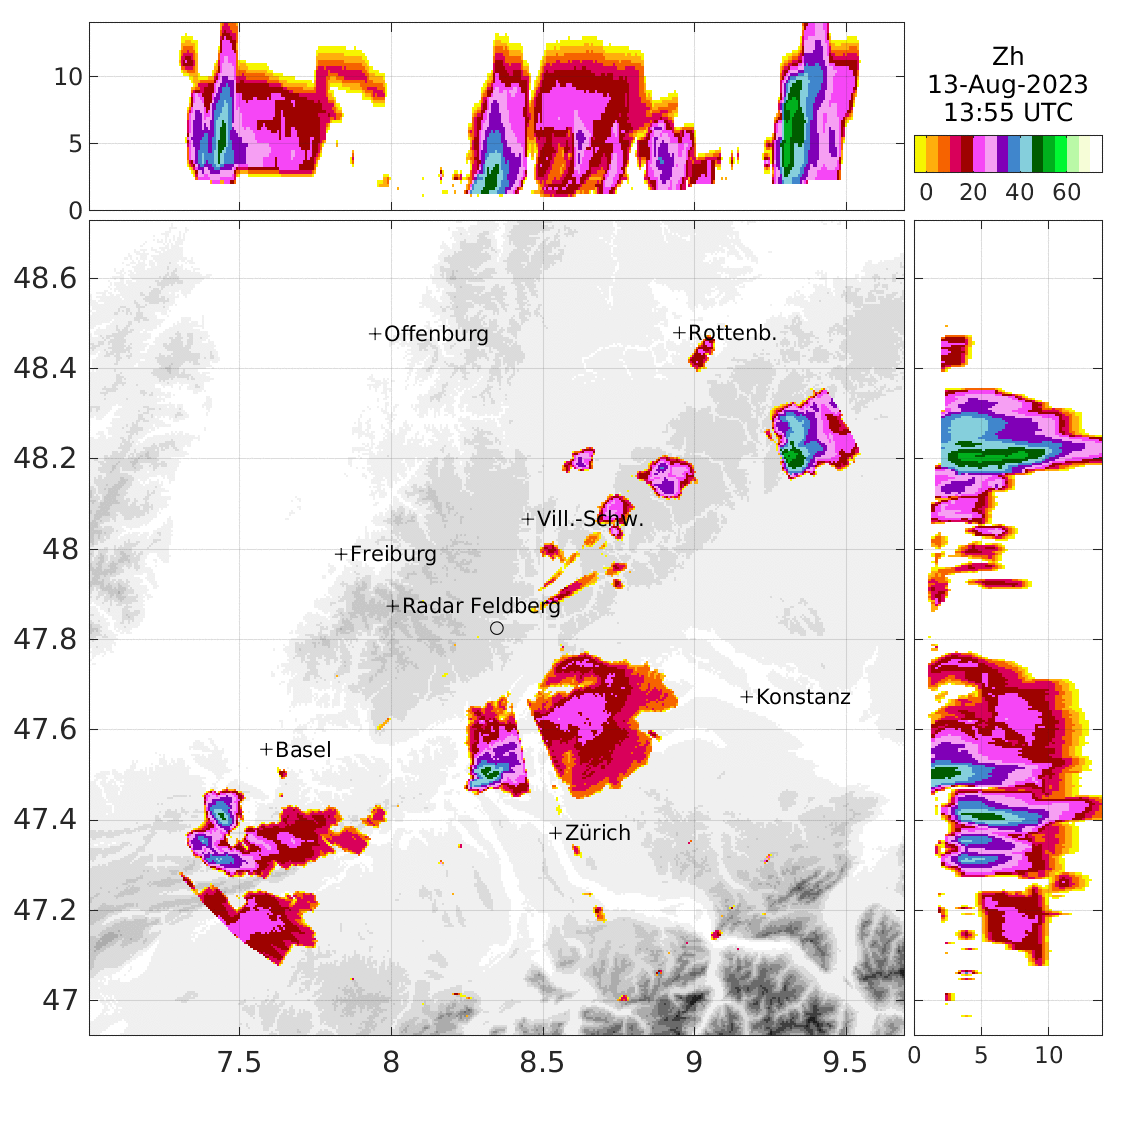 10
5
0
Zh
13-Aug-2023
13:55 UTC
0 20 40 60
48.6
48.4
48.2
48
47.8
47.6
47.4
47.2
47
+Offenburg
+Rottenb.
+Vill.-Schw.
+Freiburg
+Radar Feldberg
+Konstanz
+Basel
+Zürich
7.5 8 8.5 9 9.5
0 5 10